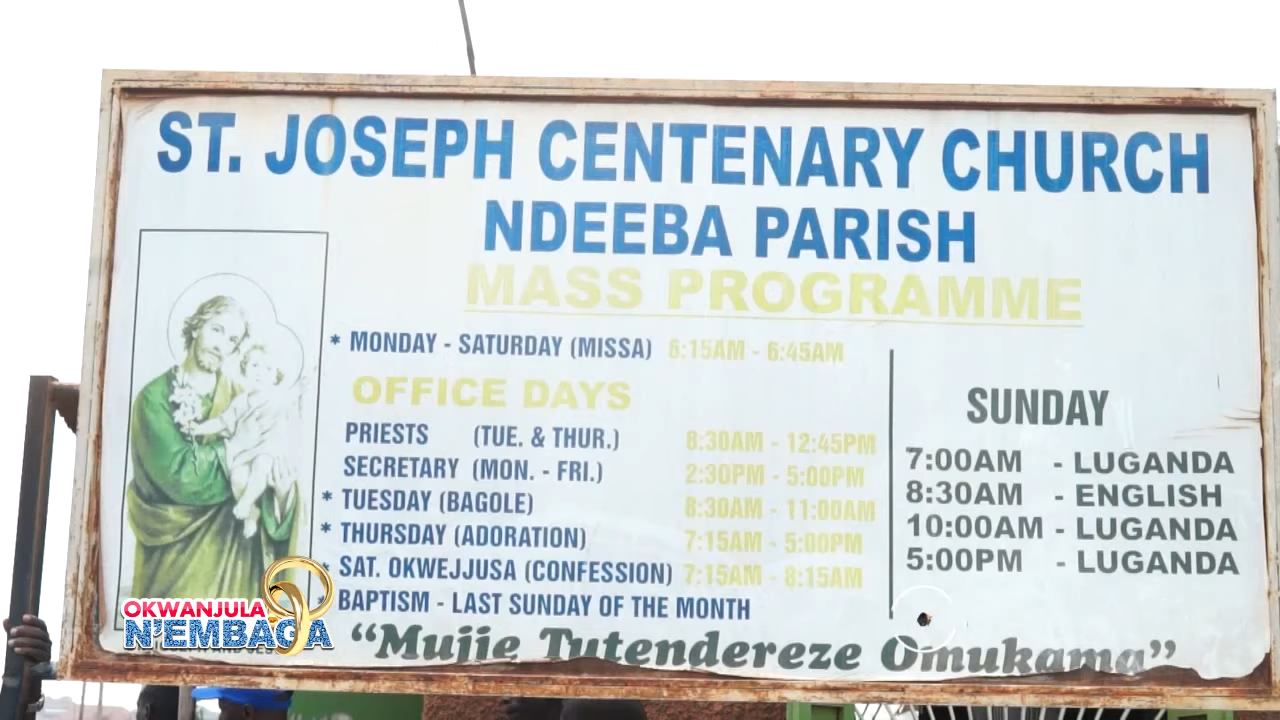 ST. JOSEPH CENTENARY CHURCH
NDEEBA PARISH
MASS PROGRAMME
* MONDAY - SATURDAY (MISSA) 6:15AM - 6:45AM
OFFICE DAYS
PRIESTS (TUE. & THUR.) 8:30AM - 12:45PM
SECRETARY (MON. - FRI.) 2:30PM - 5:00PM
* TUESDAY (BAGOLE) 8:30AM - 11:00AM
* THURSDAY (ADORATION) 7:15AM - 5:00PM
* SAT. OKWEJJUSA (CONFESSION) 7:15AM - 8:15AM
* BAPTISM - LAST SUNDAY OF THE MONTH
SUNDAY
7:00AM - LUGANDA
8:30AM - ENGLISH
10:00AM - LUGANDA
5:00PM - LUGANDA
"Mujje Tutendereze Omukama"
OKWANJULA
N'EMBAGA